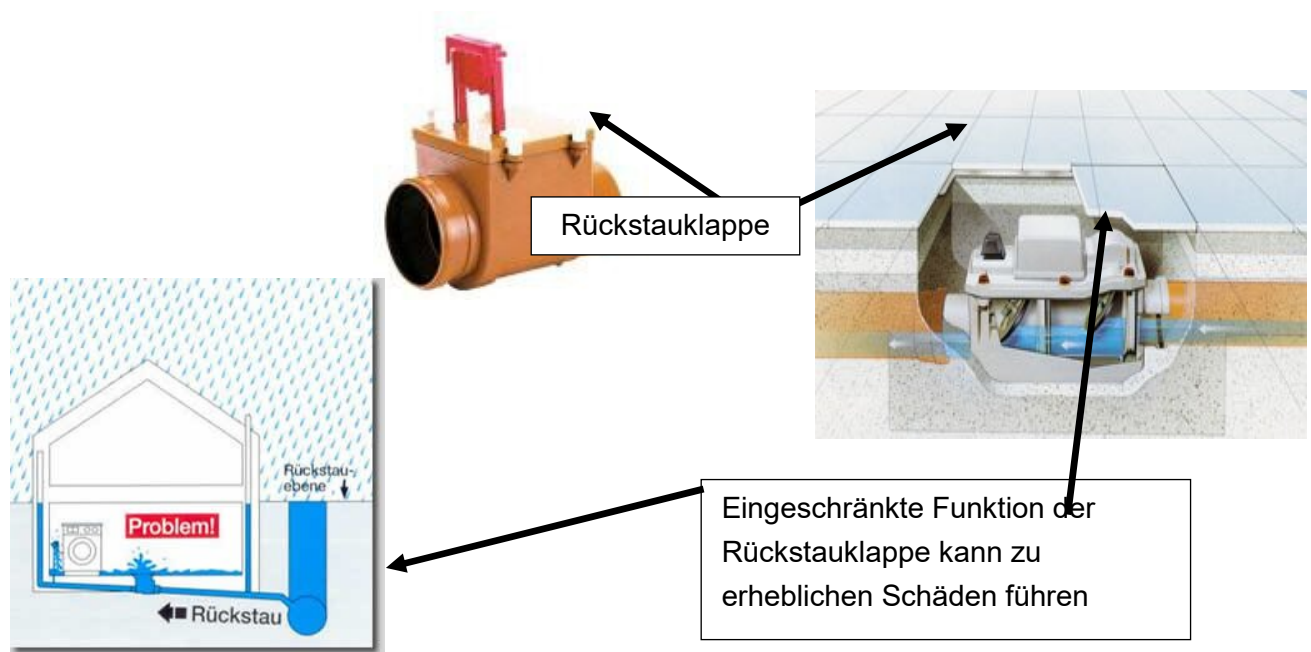 Rückstauklappe
Rückstau-
ebene
Problem!
Rückstau
Eingeschränkte Funktion der
Rückstauklappe kann zu
erheblichen Schäden führen